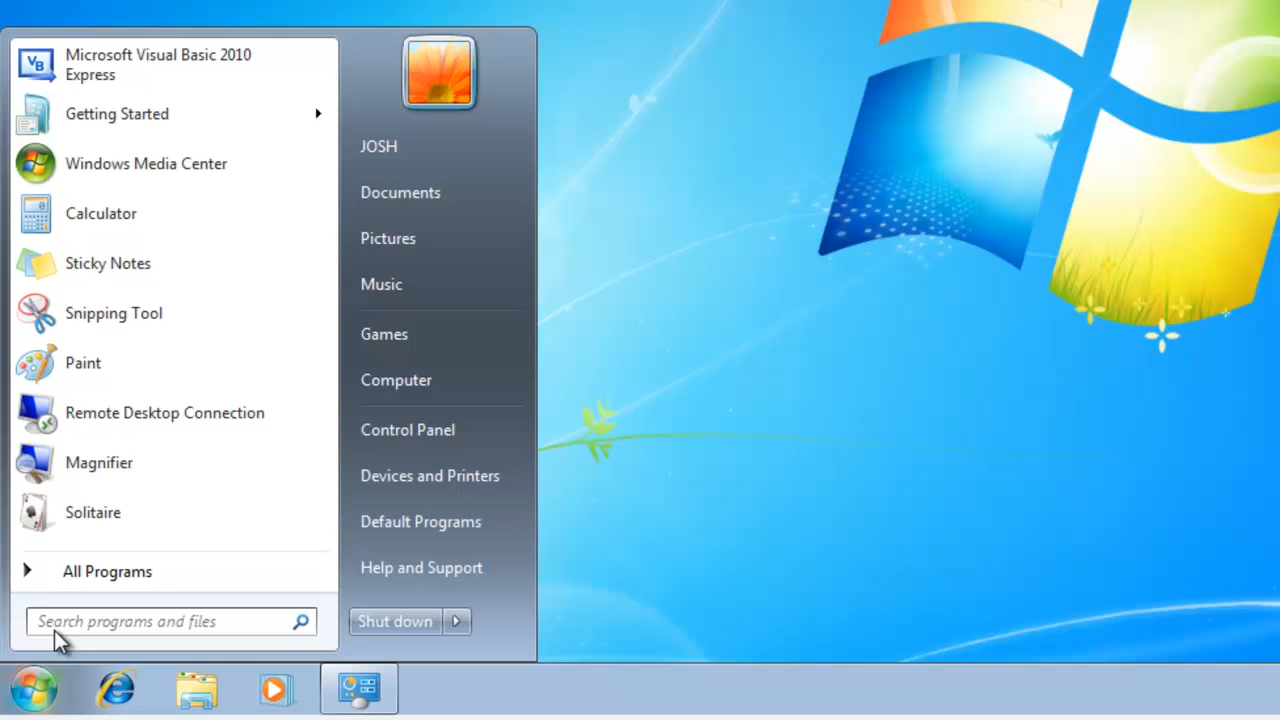 Microsoft Visual Basic 2010
Express
Getting Started
Windows Media Center
Calculator
Sticky Notes
Snipping Tool
Paint
Remote Desktop Connection
Magnifier
Solitaire
All Programs
Search programs and files
JOSH
Documents
Pictures
Music
Games
Computer
Control Panel
Devices and Printers
Default Programs
Help and Support
Shut down